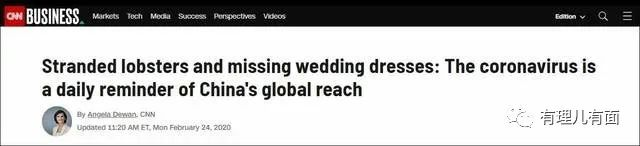 CNN BUSINESS Markets Tech Media Success Perspectives Videos Edition
Stranded lobsters and missing wedding dresses: The coronavirus is
a daily reminder of China's global reach
By Angela Dewan, CNN
Updated 11:20 AM ET, Mon February 24, 2020
有理儿有面